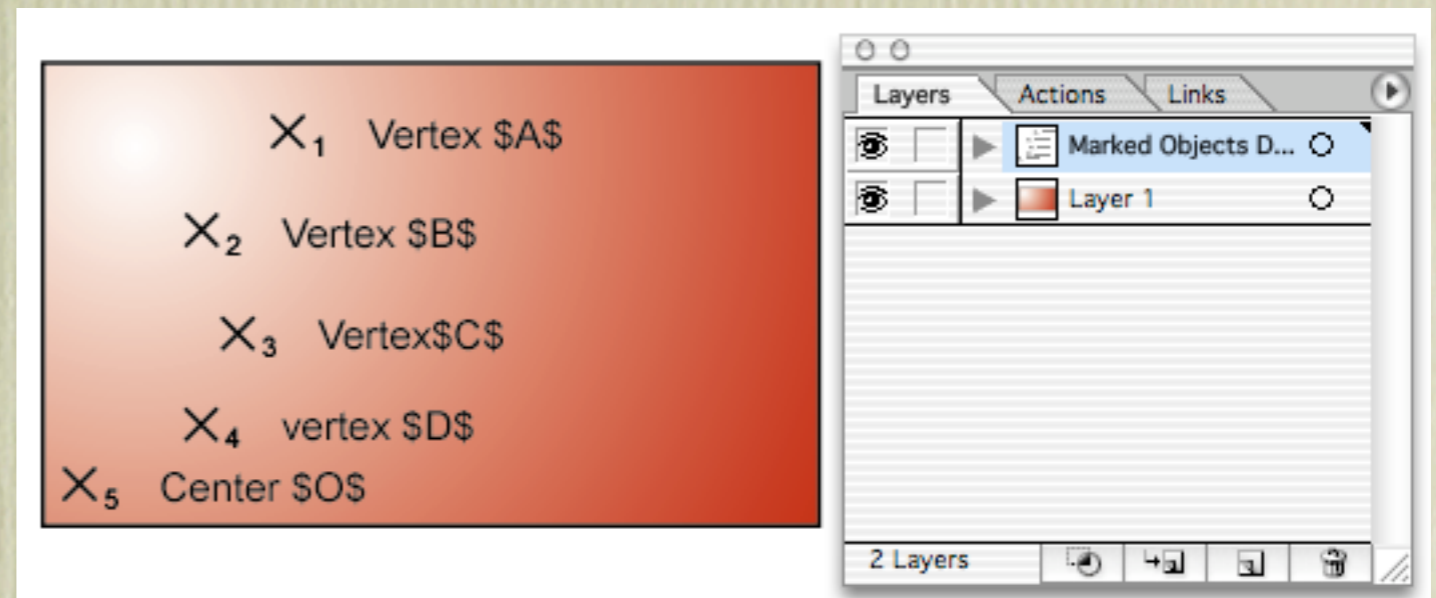 X1 Vertex $A$
X2 Vertex $B$
X3 Vertex$C$
X4 vertex $D$
X5 Center $O$
Layers Actions Links
Marked Objects D...
Layer 1
2 Layers